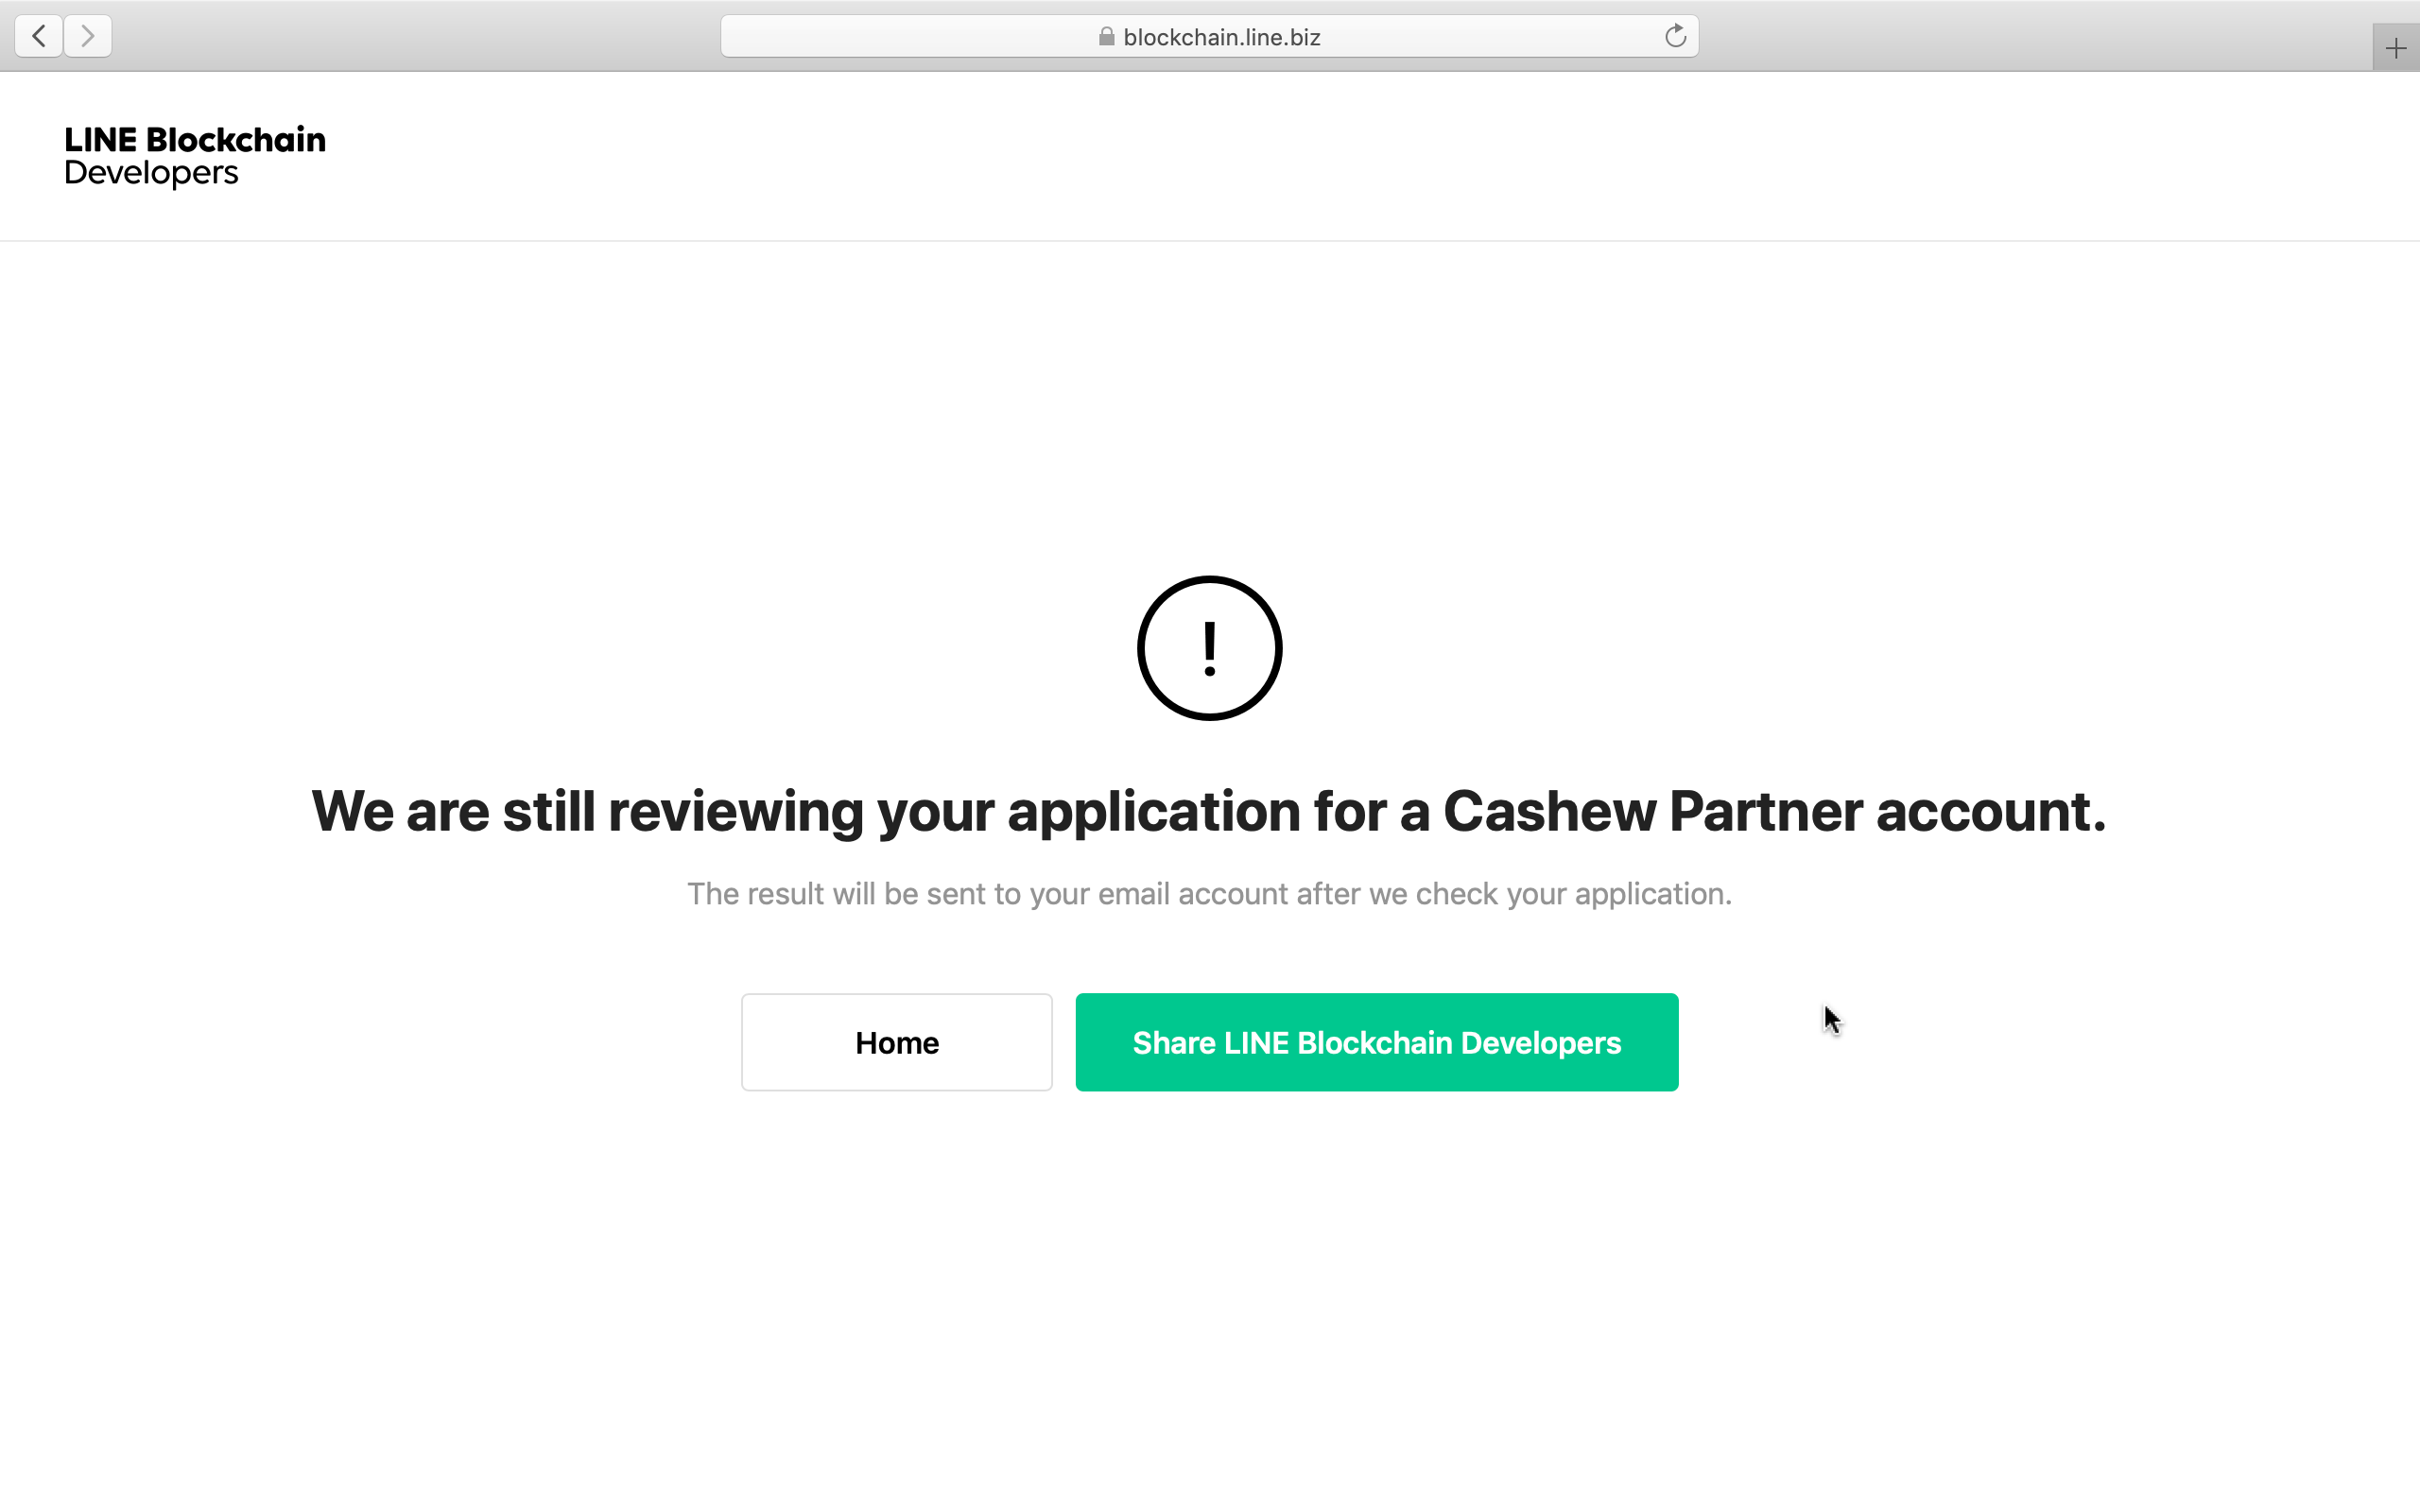 blockchain.line.biz
LINE Blockchain
Developers
!
We are still reviewing your application for a Cashew Partner account.
The result will be sent to your email account after we check your application.
Home
Share LINE Blockchain Developers